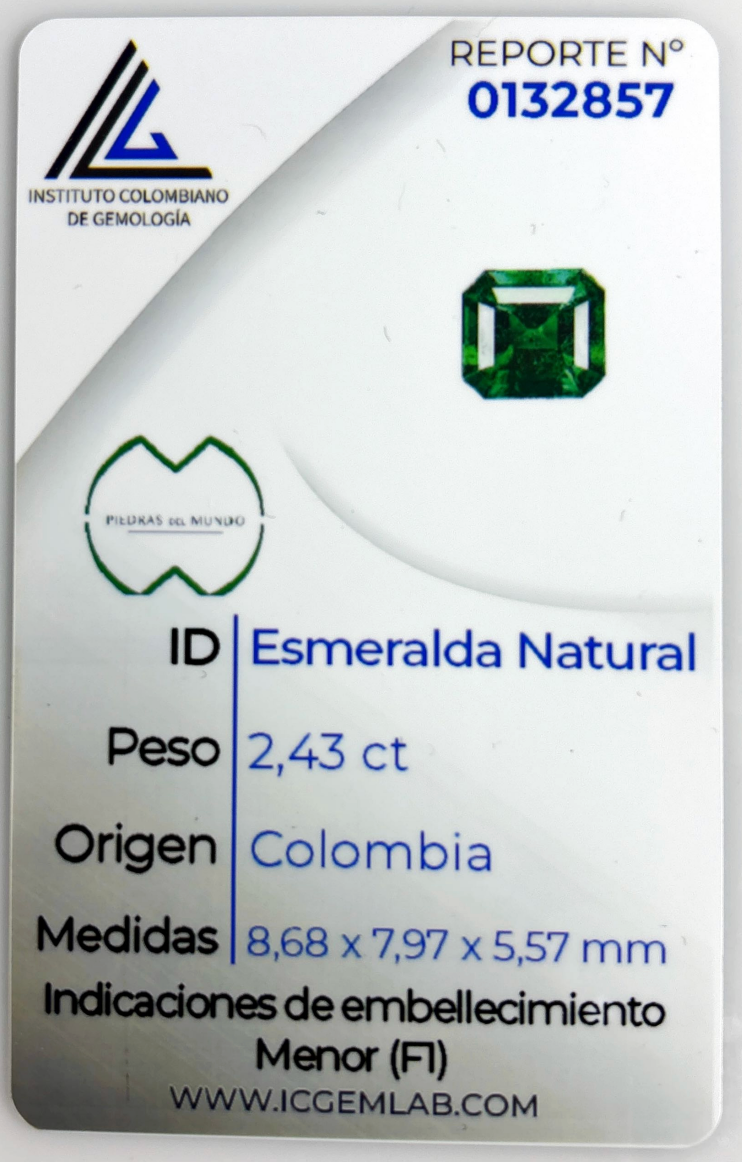 REPORTE Nº
0132857
INSTITUTO COLOMBIANO
DE GEMOLOGÍA
PIEDRAS DEL MUNDO
ID Esmeralda Natural
Peso 2,43 ct
Origen Colombia
Medidas 8,68 x 7,97 x 5,57 mm
Indicaciones de embellecimiento
Menor (F1)
WWW.ICGEMLAB.COM